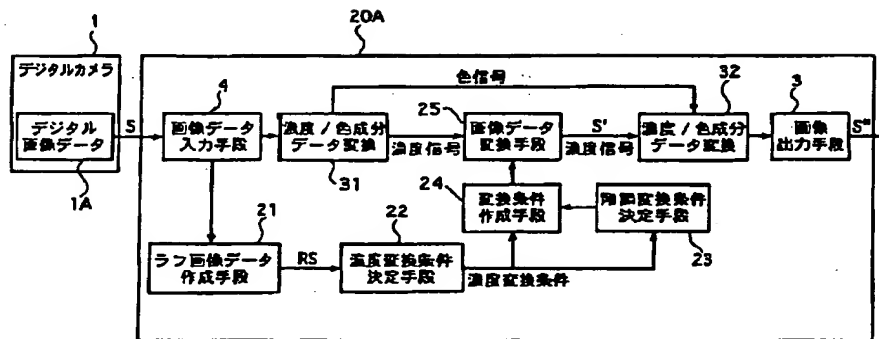 20A
1
デジタルカメラ
デジタル
画像データ
1A
S
4
画像データ
入力手段
濃度/色成分
データ変換
31
色信号
濃度信号
25
画像データ
変換手段
S'
濃度信号
32
濃度/色成分
データ変換
3
画像
出力手段
S"
24
変換条件
作成手段
階調変換条件
決定手段
23
21
ラフ画像データ
作成手段
RS
22
濃度変換条件
決定手段
濃度変換条件